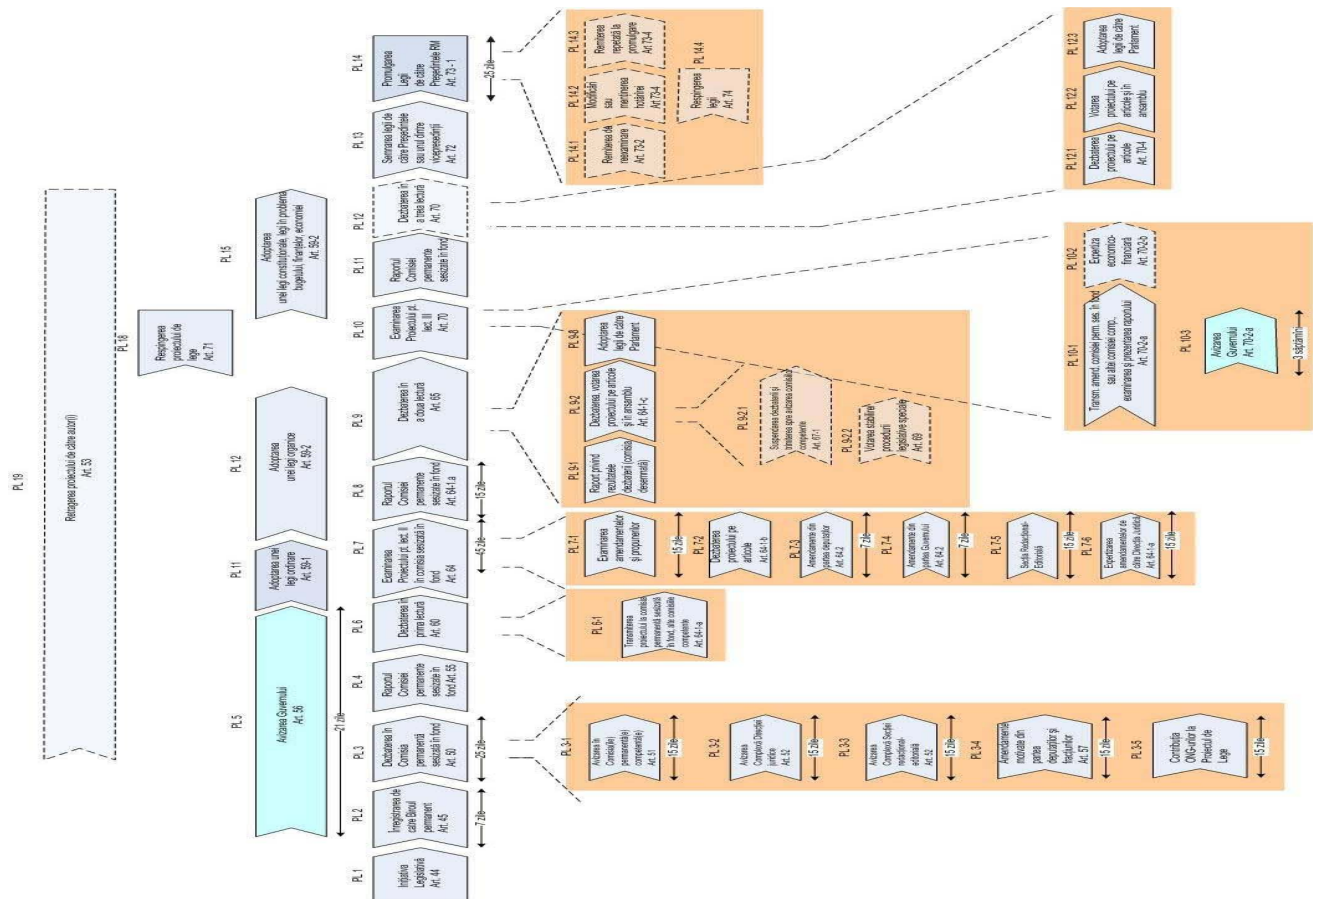 PL 19
Retragerea proiectului de către autor(i)
Art. 53
PL 5
Avizarea Guvernului
Art. 56
21 zile
PL 11
Adoptarea unei
legi ordinare
Art. 59-1
PL 12
Adoptarea
unei legi organice
Art. 59-2
PL 18
Respingerea
proiectului de
lege
Art. 71
PL 15
Adoptarea
unei legi constituționale, legi în problema
bugetului, finanțelor, economiei
Art. 59-2
PL 1
Inițiativa
Legislativă
Art. 44
PL 2
Înregistrarea de
catre Biroul
permanent
Art. 45
7 zile
PL 3
Dezbaterea în
Comisia
permanentă
sesizată în fond
Art. 50
25 zile
PL 4
Raportul
Comisiei
permanente
sesizate în
fond Art. 55
PL 6
Dezbaterea în
prima lectură
Art. 60
PL 7
Examinarea
Proiectului pt. lect. II
în comisia sesizată în
fond
Art. 64
45 zile
PL 8
Raportul
Comisiei
permanente
sesizate în fond
Art. 64-1.a
15 zile
PL 9
Dezbaterea în
a doua lectură
Art. 65
PL 10
Examinarea
Proiectului pt.
lect. III
Art. 70
PL 11
Raportul
Comisiei
permanente
sesizate în fond
PL 12
Dezbaterea în
a treia lectură
Art. 70
PL 13
Semnarea legii de
către Președintele
sau unul dintre
vicepreședinții
Art. 72
PL 14
Promulgarea
Legii
de către
Președintele RM
Art. 73 - 1
25 zile
PL 3-1
Avizarea în
Comisia(ile)
permanentă(e)
competentă(e)
Art. 51
15 zile
PL 3-2
Avizarea
Complexă Direcției
juridice
Art. 52
15 zile
PL 3-3
Avizarea
Complexă Secției
redacțional-
editorială
Art. 52
15 zile
PL 3-4
Amendamente
motivate din
partea
deputaților și
fracțiunilor
Art. 57
15 zile
PL 3-5
Contribuția
ONG-urilor la
Proiectul de
Lege
15 zile
PL 6-1
Transmiterea
proiectului la comisia
permanentă sesizată
în fond, alte comisiile
competente
Art. 64-1-a
PL 7-1
Examinarea
amendamentelor
și propunerilor
15 zile
PL 7-2
Dezbaterea
proiectului pe
articole
Art. 64-1-b
PL 7-3
Amendamente din
partea deputaților
Art. 64.2
7 zile
PL 7-4
Amendamente din
partea Guvernului
Art. 64.2
7 zile
PL 7-5
Secția Redacțional-
Editorială
15 zile
PL 7-6
Expertizarea
amendamentelor de
către Direcția Juridică
Art. 64-1-a
15 zile
PL 9-1
Raport privind
rezultatele
dezbaterii (comisia
desemnată)
PL 9-2
Dezbaterea, votarea
proiectului pe articole
și în ansamblu
Art. 64-1-c
PL 9-8
Adoptarea
legii de către
Parlament
PL 9-2.1
Suspendarea dezbaterii și
trimiterea spre avizarea comisiilor
competente
Art. 67-1
PL 9-2.2
Votarea stabilirei
procedurii
legislative speciale
Art. 69
PL 14.1
Remiterea de
reexaminare
Art. 73-2
PL 14.2
Modificări
sau
menținerea
hotărîrei
Art 73-4
PL 14.3
Remiterea
repetată la
promulgare
Art 73-4
PL 14.4
Respingerea
legii
Art. 74
PL 10-1
Transm. amend. comisiei perm. ses. în fond
sau altei comisiei comp.,
examinarea și prezentarea raportului
Art. 70-2-a
PL 10-2
Expertiza
economico-
financiară
Art. 70-2-b
PL 10-3
Avizarea
Guvernului
Art. 70-2-a
3 săptămîni
PL 12.1
Dezbaterea
proiectului pe
articole
Art. 70-4
PL 12.2
Votarea
proiectului pe
articole și în
ansamblu
PL 12.3
Adoptarea
legii de către
Parlament